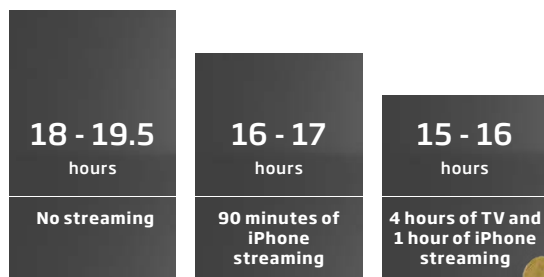 18 - 19.5
hours
No streaming
16 - 17
hours
90 minutes of
iPhone
streaming
15 - 16
hours
4 hours of TV and
1 hour of iPhone
streaming